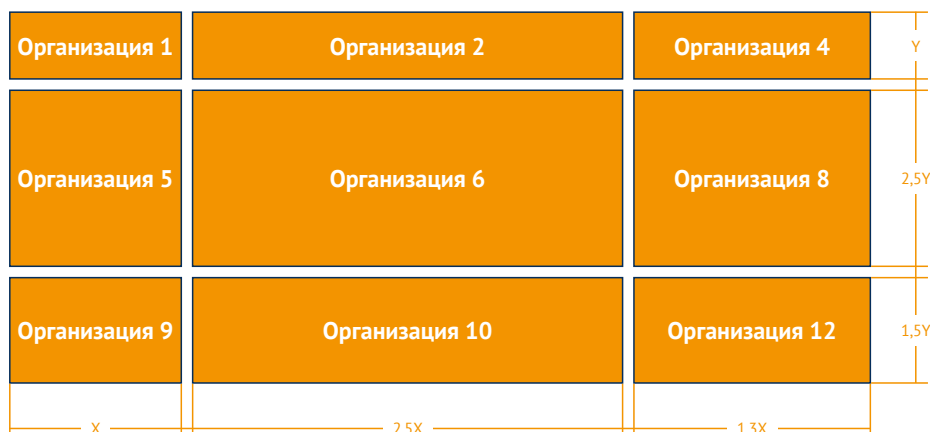 Организация 1
Организация 2
Организация 4
Y
Организация 5
Организация 6
Организация 8
2,5Y
Организация 9
Организация 10
Организация 12
1,5Y
X
2,5X
1,3X